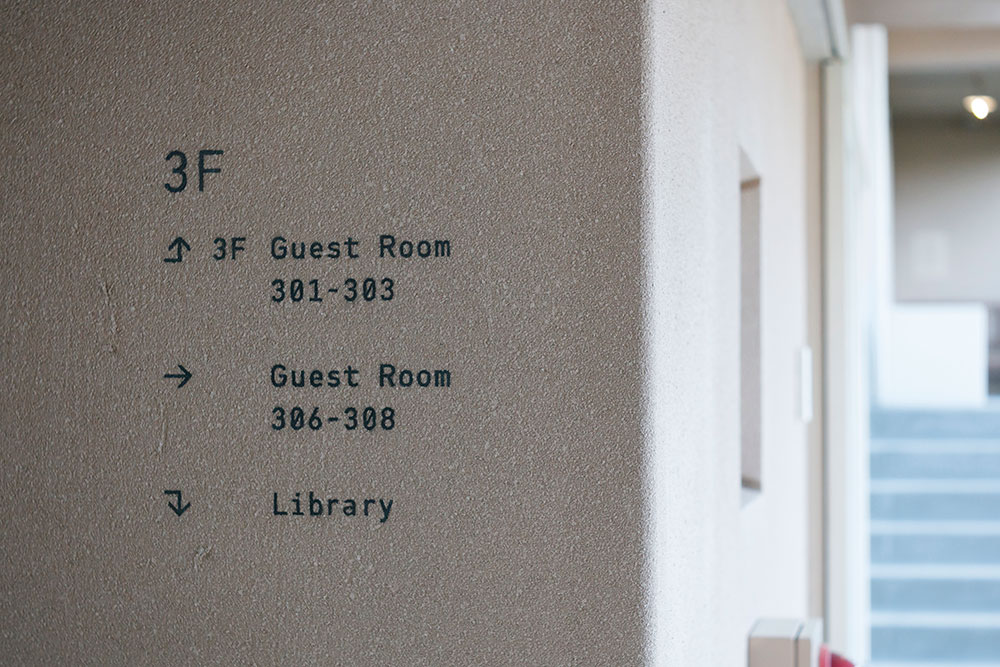 3F
3F Guest Room
301-303
Guest Room
306-308
Library